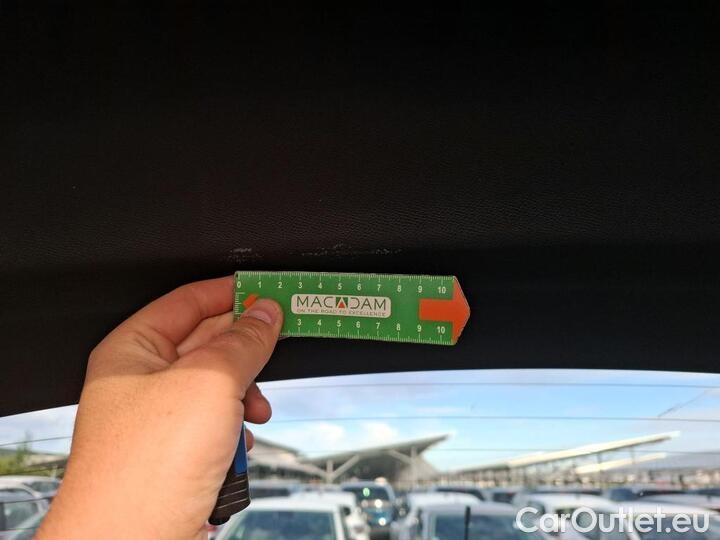 0 1 2 3 4 5 6 7 8 9 10
MACADAM
ON THE ROAD TO EXCELLENCE
3 4 5 6 7 8 9 10
CarOutlet.eu